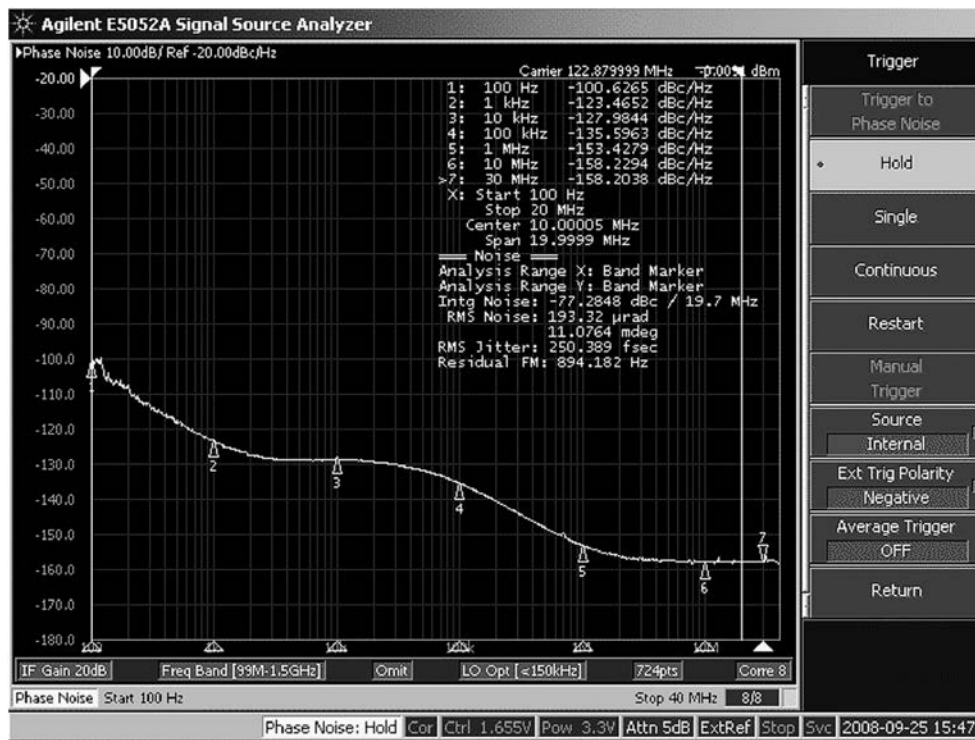 Agilent E5052A Signal Source Analyzer
Phase Noise 10.00dB/ Ref -20.00dBc/Hz
Carrier 122.879999 MHz dBm
1: 100 Hz -100.6265 dBc/Hz
2: 1 kHz -123.4652 dBc/Hz
3: 10 kHz -127.9844 dBc/Hz
4: 100 kHz -135.5963 dBc/Hz
5: 1 MHz -153.4279 dBc/Hz
6: 10 MHz -158.2294 dBc/Hz
>7: 30 MHz -158.2038 dBc/Hz
X: Start 100 Hz
Stop 20 MHz
Center 10.00005 MHz
Span 19.9999 MHz
Noise
Analysis Range X: Band Marker
Analysis Range Y: Band Marker
Intg Noise: -77.2848 dBc / 19.7 MHz
RMS Noise: 193.32 µrad
11.0764 mdeg
RMS Jitter: 250.389 fsec
Residual FM: 894.182 Hz
-20.00
-30.00
-40.00
-50.00
-60.00
-70.00
-80.00
-90.00
-100.0
-110.0
-120.0
-130.0
-140.0
-150.0
-160.0
-170.0
-180.0
1
2
3
4
5
6
7
IF Gain 20dB
Freq Band [99M-1.5GHz]
Omit
LO Opt [<150kHz]
724pts
Corre 8
Phase Noise Start 100 Hz
Stop 40 MHz
8/8
Phase Noise: Hold
Cor
Ctrl 1.655V
Pow 3.3V
Attn 5dB
ExtRef
Stop
Svc
2008-09-25 15:47
Trigger
Trigger to
Phase Noise
Hold
Single
Continuous
Restart
Manual
Trigger
Source
Internal
Ext Trig Polarity
Negative
Average Trigger
OFF
Return